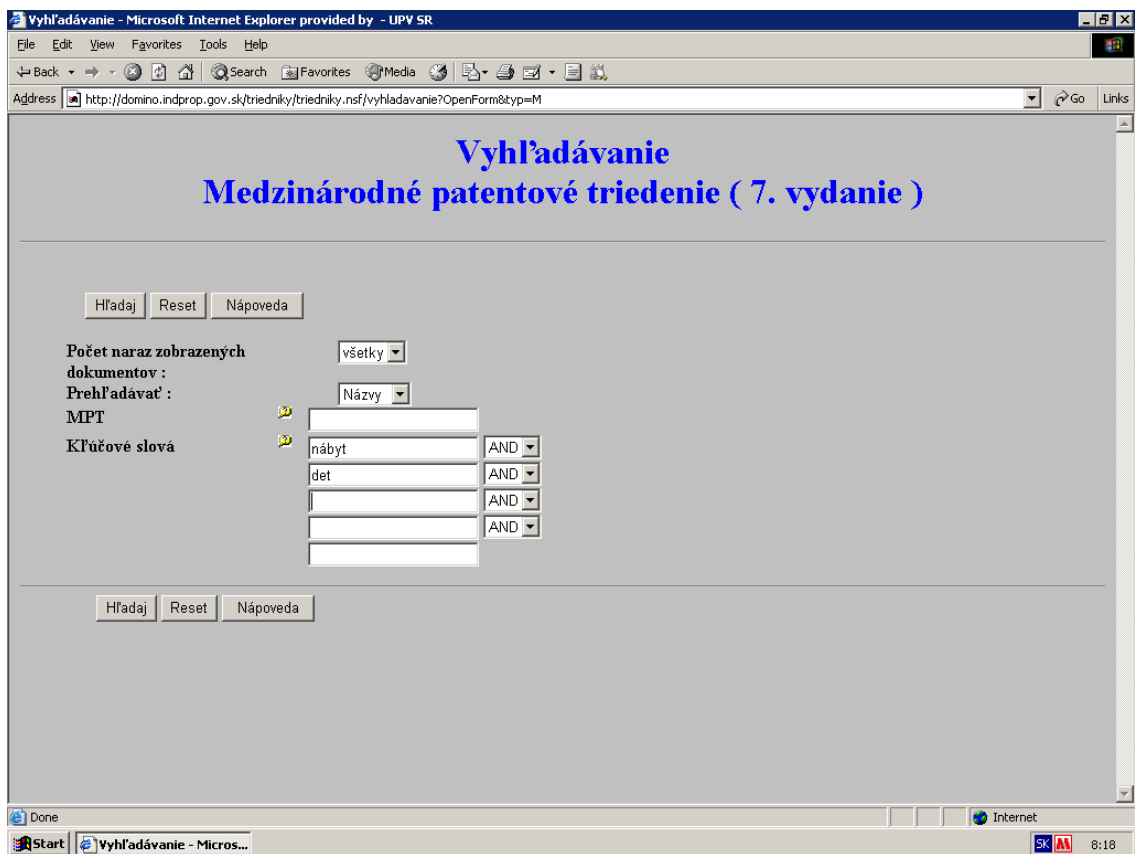 Vyhľadávanie - Microsoft Internet Explorer provided by - UPV SR
File Edit View Favorites Tools Help
Back Search Favorites Media
Address http://domino.indprop.gov.sk/triedniky/triedniky.nsf/vyhladavanie?OpenForm&typ=M Go Links
Vyhľadávanie
Medzinárodné patentové triedenie ( 7. vydanie )
Hľadaj Reset Nápoveda
Počet naraz zobrazených všetky
dokumentov :
Prehľadávať : Názvy
MPT
Kľúčové slová nábyt AND
det AND
AND
AND
Hľadaj Reset Nápoveda
Done Internet
Start Vyhľadávanie - Micros... SK 8:18